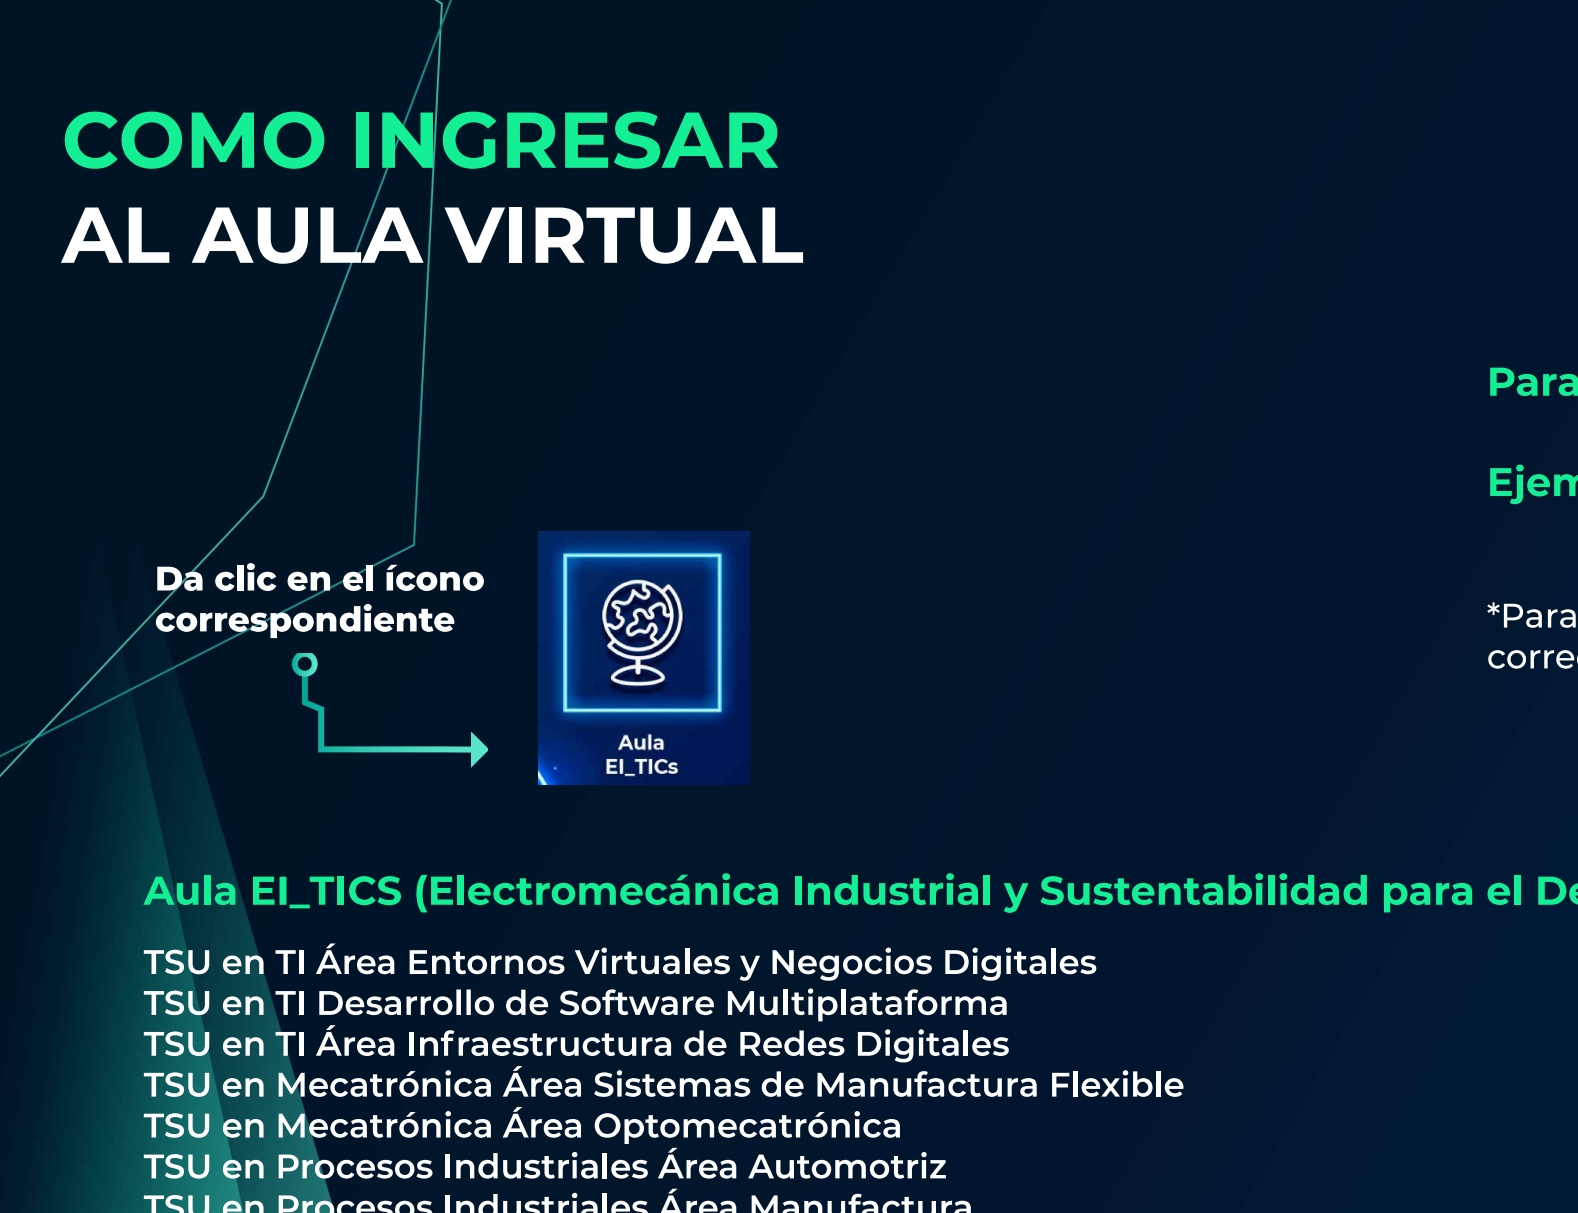 COMO INGRESAR
AL AULA VIRTUAL
Para
*Para
Da clic en el ícono
correspondiente
Aula
EI_TICs
Aula EI_TICS (Electromecánica Industrial y Sustentabilidad para el
TSU en TI Área Entornos Virtuales y Negocios Digitales
TSU en TI Desarrollo de Software Multiplataforma
TSU en TI Área Infraestructura de Redes Digitales
TSU en Mecatrónica Área Sistemas de Manufactura Flexible
TSU en Mecatrónica Área Optomecatrónica
TSU en Procesos Industriales Área Automotriz
TSU en Procesos Industriales Área Manufactura